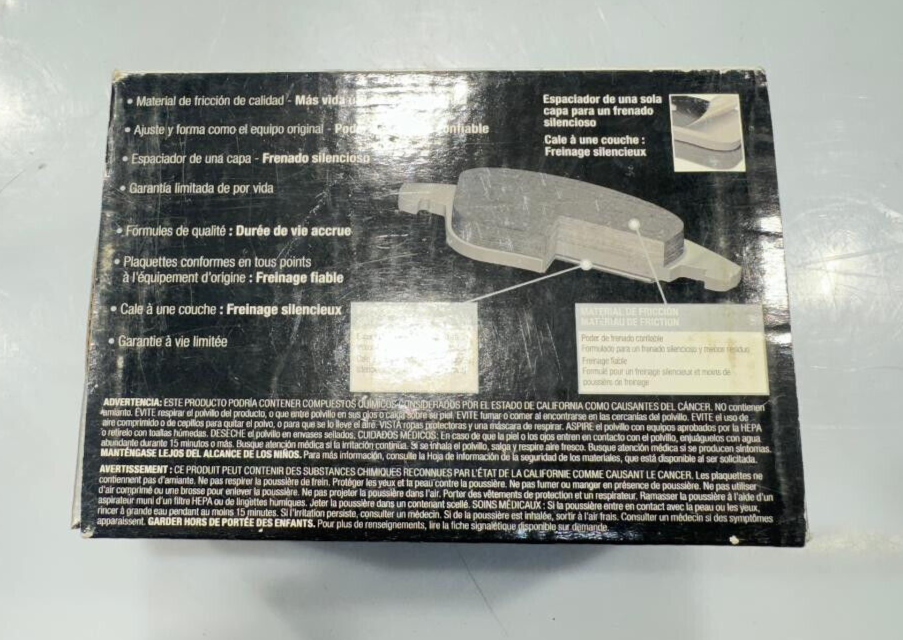 • Material de fricción de calidad - Más vida
• Ajuste y forma como el equipo original - confiable
• Espaciador de una capa - Frenado silencioso
• Garantía limitada de por vida
• Formules de qualité : Durée de vie accrue
• Plaquettes conformes en tous points
à l'équipement d'origine : Freinage fiable
• Cale à une couche : Freinage silencieux
• Garantie à vie limitée
Espaciador de una sola
capa para un frenado
silencioso
Cale à une couche :
Freinage silencieux
MATERIAL DE FRICCIÓN
MATÉRIAU DE FRICTION
Poder de frenado confiable
Formulado para un frenado silencioso y menos residuo
Freinage fiable
Formulé pour un freinage silencieux et moins de
poussière de freinage
ADVERTENCIA: ESTE PRODUCTO PODRÍA CONTENER COMPUESTOS QUÍMICOS CONSIDERADOS POR EL ESTADO DE CALIFORNIA COMO CAUSANTES DEL CÁNCER. NO contienen
amianto. EVITE respirar el polvillo del producto, o que entre polvillo en sus ojos o caiga sobre su piel. EVITE fumar o comer al encontrarse en las cercanías del polvillo. EVITE el uso de
aire comprimido o de cepillos para quitar el polvo, o para que se lo lleve el aire. VISTA ropas protectoras y una máscara de respirar. ASPIRE el polvillo con equipos aprobados por la HEPA
o retírelo con toallas húmedas. DESECHE el polvillo en envases sellados. CUIDADOS MÉDICOS: En caso de que la piel o los ojos entren en contacto con el polvillo, enjuáguelos con agua
abundante durante 15 minutos o más. Busque atención médica si la irritación continúa. Si se inhala el polvillo, salga y respire aire fresco. Busque atención médica si se producen síntomas.
MANTÉNGASE LEJOS DEL ALCANCE DE LOS NIÑOS. Para más información, consulte la Hoja de información de la seguridad de los materiales, que está disponible al ser solicitada.
AVERTISSEMENT : CE PRODUIT PEUT CONTENIR DES SUBSTANCES CHIMIQUES RECONNUES PAR L'ÉTAT DE LA CALIFORNIE COMME CAUSANT LE CANCER. Les plaquettes ne
contiennent pas d'amiante. Ne pas respirer la poussière de frein. Protéger les yeux et la peau contre la poussière. Ne pas fumer ou manger en présence de poussière. Ne pas utiliser
d'air comprimé ou une brosse pour enlever la poussière. Ne pas projeter la poussière dans l'air. Porter des vêtements de protection et un respirateur. Ramasser la poussière à l'aide d'un
aspirateur muni d'un filtre HEPA ou de lingettes humiques. Jeter la poussière dans un contenant scellé. SOINS MÉDICAUX : Si la poussière entre en contact avec la peau ou les yeux,
rincer à grande eau pendant au moins 15 minutes. Si l'irritation persiste, consulter un médecin. Si de la poussière est inhalée, sortir à l'air frais. Consulter un médecin si des symptômes
apparaissent. GARDER HORS DE PORTÉE DES ENFANTS. Pour plus de renseignements, lire la fiche signalétique disponible sur demande.